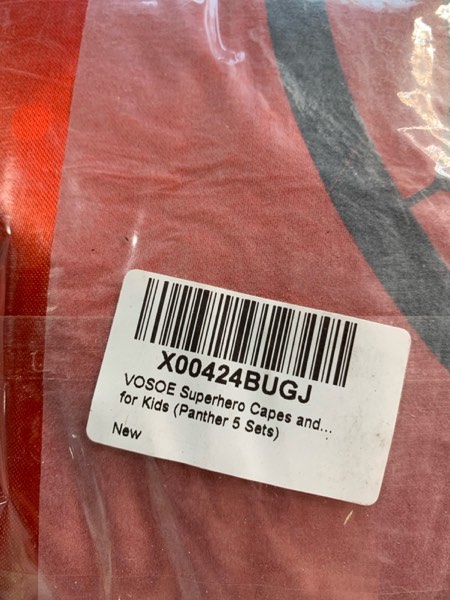 X00424BUGJ
VOSOE Superhero Capes and...
for Kids (Panther 5 Sets)
New